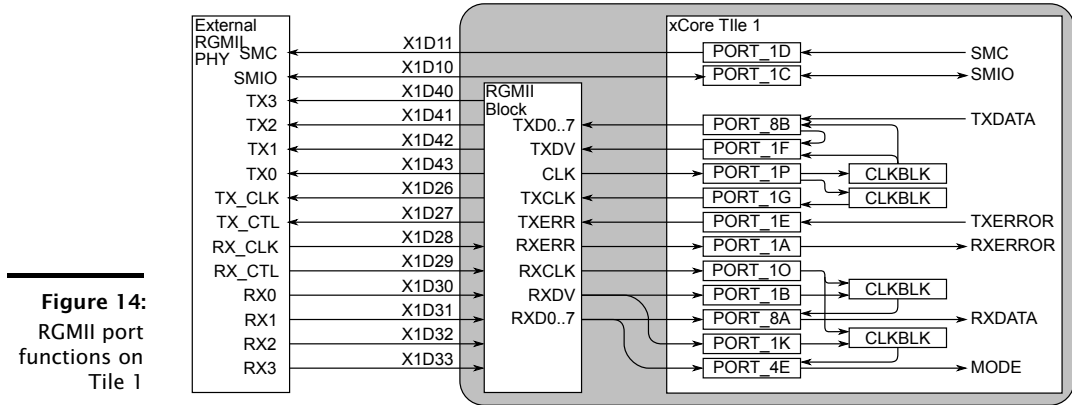 External
RGMII
PHY
SMC
SMIO
TX3
TX2
TX1
TX0
TX_CLK
TX_CTL
RX_CLK
RX_CTL
RX0
RX1
RX2
RX3
X1D11
X1D10
X1D40
X1D41
X1D42
X1D43
X1D26
X1D27
X1D28
X1D29
X1D30
X1D31
X1D32
X1D33
RGMII
Block
TXD0..7
TXDV
CLK
TXCLK
TXERR
RXERR
RXCLK
RXDV
RXD0..7
xCore TIle 1
PORT_1D
PORT_1C
PORT_8B
PORT_1F
PORT_1P
PORT_1G
PORT_1E
PORT_1A
PORT_1O
PORT_1B
PORT_8A
PORT_1K
PORT_4E
CLKBLK
CLKBLK
CLKBLK
CLKBLK
SMC
SMIO
TXDATA
TXERROR
RXERROR
RXDATA
MODE
Figure 14:
RGMII port
functions on
Tile 1